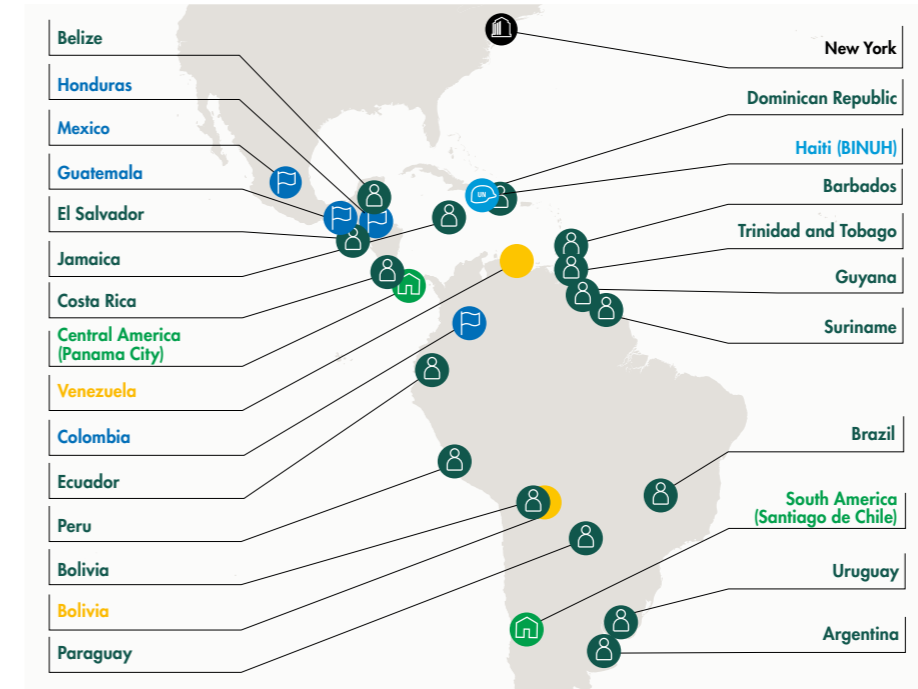 Belize
Honduras
Mexico
Guatemala
El Salvador
Jamaica
Costa Rica
Central America
(Panama City)
Venezuela
Colombia
Ecuador
Peru
Bolivia
Bolivia
Paraguay
New York
Dominican Republic
Haiti (BINUH)
UN
Barbados
Trinidad and Tobago
Guyana
Suriname
Brazil
South America
(Santiago de Chile)
Uruguay
Argentina